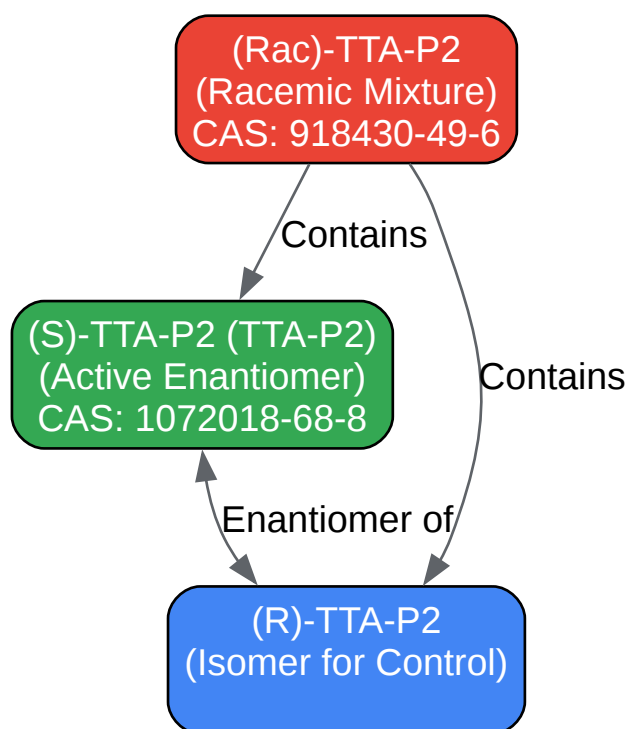 (Rac)-TTA-P2
(Racemic Mixture)
CAS: 918430-49-6
Contains
(S)-TTA-P2 (TTA-P2)
(Active Enantiomer)
CAS: 1072018-68-8
Contains
Enantiomer of
(R)-TTA-P2
(Isomer for Control)